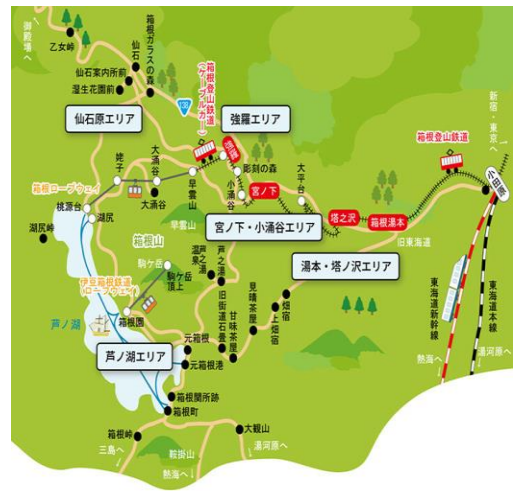 御殿場へ
乙女峠
仙石
箱根ガラスの森
仙石案内所前
湿生花園前
138
箱根登山鉄道
(ケーブルカー)
仙石原エリア
強羅エリア
新宿・東京へ
箱根登山鉄道
小田原
強羅
彫刻の森
大涌谷
姥子
箱根ロープウェイ
早雲山
小涌谷
宮ノ下
大平台
桃源台
湖尻
大涌谷
塔之沢
箱根湯本
早雲山
宮ノ下・小涌谷エリア
旧東海道
湖尻峠
箱根山
駒ケ岳
駒ケ岳頂上
芦之湯温泉
芦之湯
湯本・塔ノ沢エリア
伊豆箱根鉄道
(ロープウェイ)
旧街道石畳
甘味茶屋
見晴茶屋
上畑宿
畑宿
東海道新幹線
東海道本線
芦ノ湖
箱根園
元箱根
芦ノ湖エリア
元箱根港
熱海へ
湯河原へ
箱根関所跡
箱根町
箱根峠
大観山
三島へ
鞍掛山
湯河原へ
熱海へ